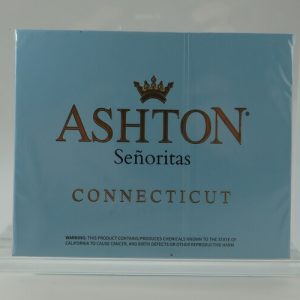 ASHTON®
Señoritas
CONNECTICUT
WARNING: THIS PRODUCT CONTAINS/PRODUCES CHEMICALS KNOWN TO THE STATE OF
CALIFORNIA TO CAUSE CANCER, AND BIRTH DEFECTS OR OTHER REPRODUCTIVE HARM